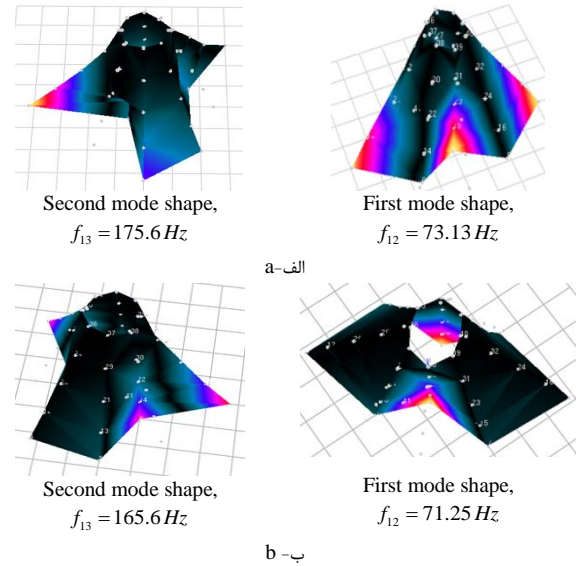 Second mode shape,
f₁₃ = 175.6 Hz
First mode shape,
f₁₂ = 73.13 Hz
الف-a
Second mode shape,
f₁₃ = 165.6 Hz
First mode shape,
f₁₂ = 71.25 Hz
ب- b